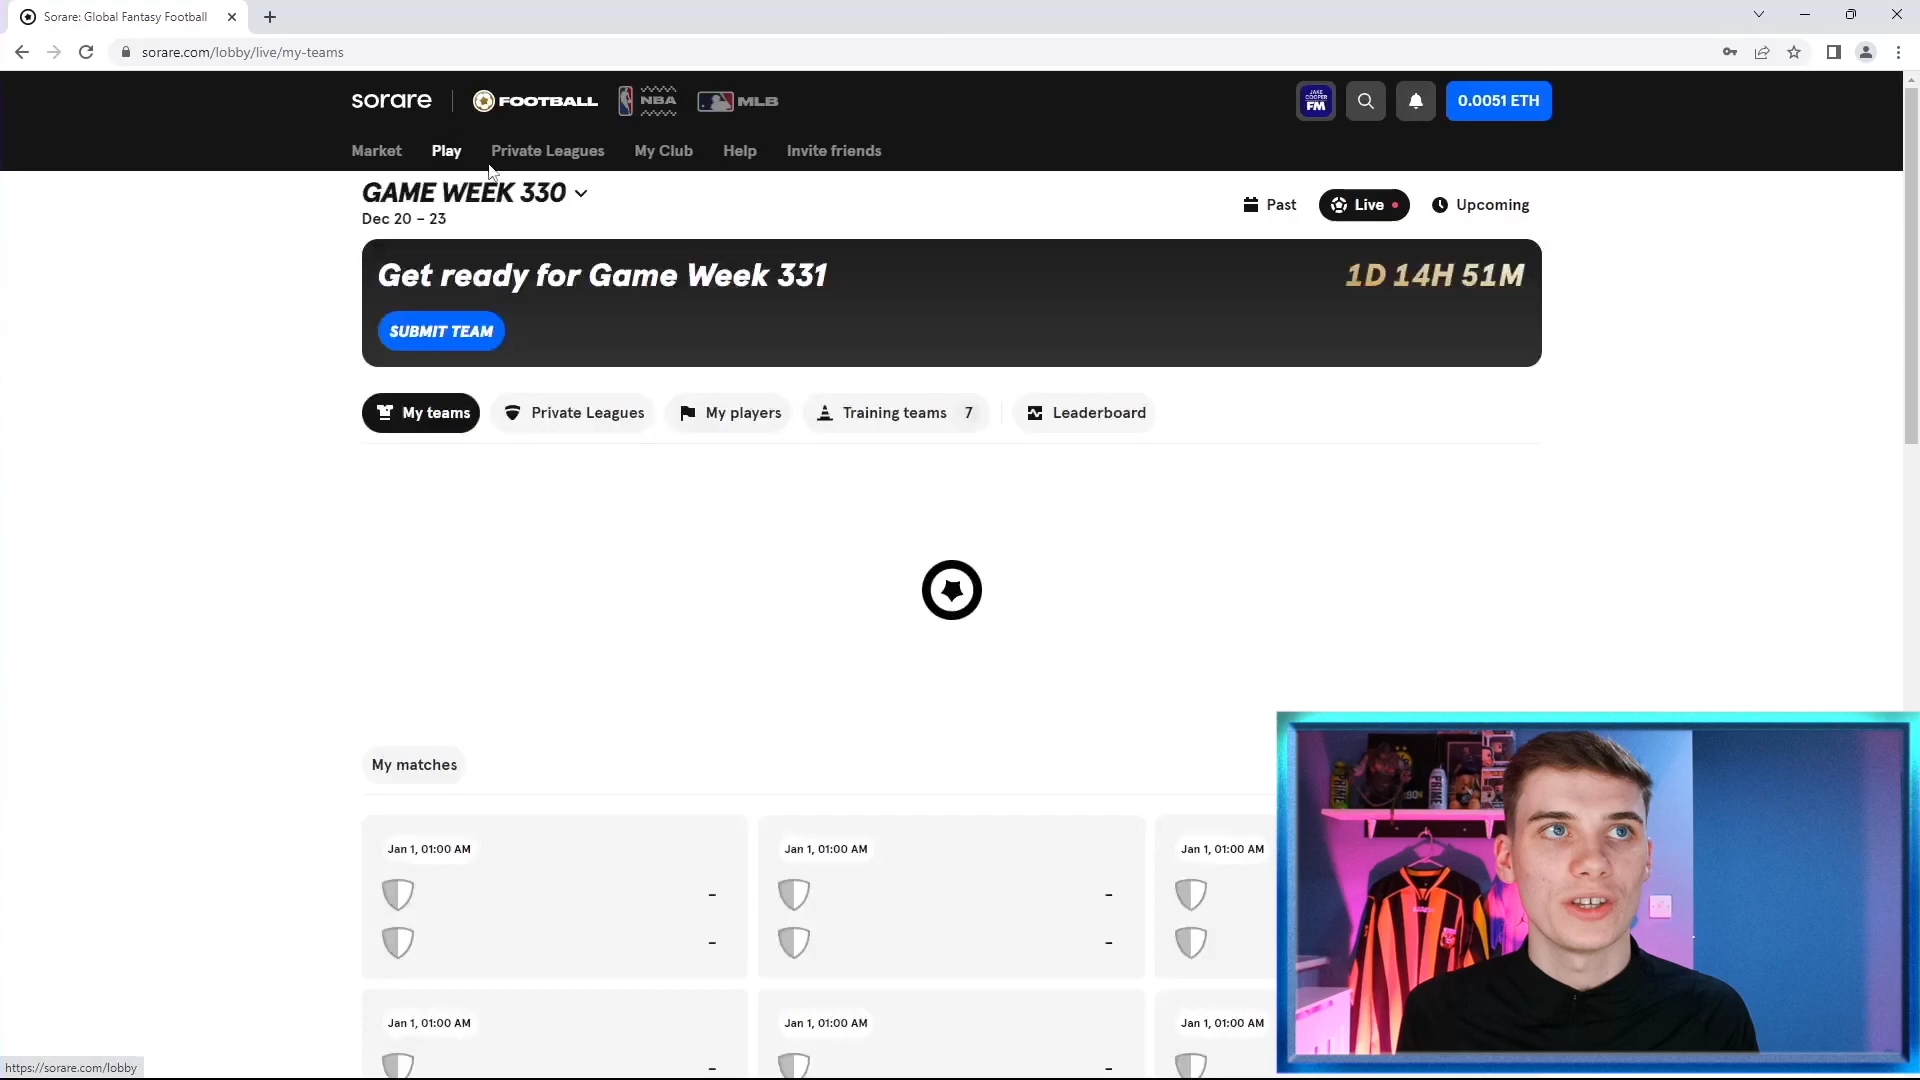 Sorare: Global Fantasy Football
sorare.com/lobby/live/my-teams
sorare FOOTBALL NBA MLB
JAKE COOPER FM
0.0051 ETH
Market Play Private Leagues My Club Help Invite friends
GAME WEEK 330
Dec 20 – 23
Past Live Upcoming
Get ready for Game Week 331
1D 14H 51M
SUBMIT TEAM
My teams Private Leagues My players Training teams 7 Leaderboard
My matches
Jan 1, 01:00 AM Jan 1, 01:00 AM Jan 1, 01:00 AM
- -
- -
Jan 1, 01:00 AM Jan 1, 01:00 AM Jan 1, 01:00 AM
- -
https://sorare.com/lobby
PRIME
PRIME